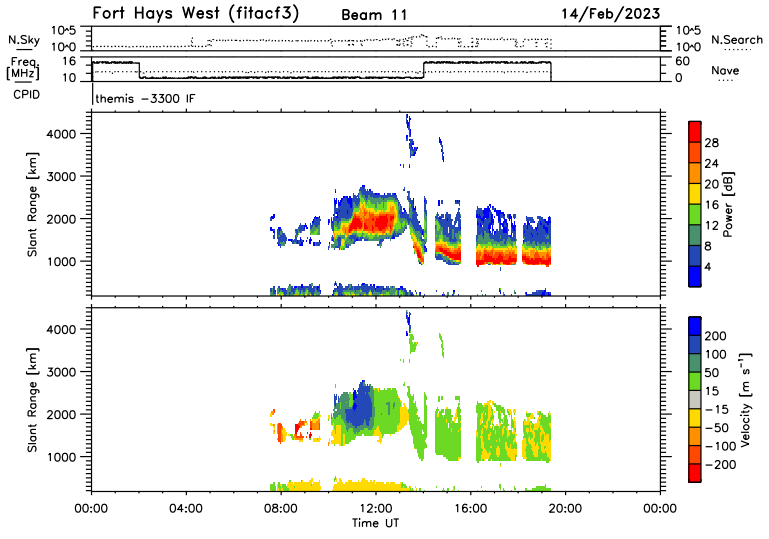 Fort Hays West (fitacf3) Beam 11 14/Feb/2023
N.Sky 10^5 10^0 10^5 10^0 N.Search
Freq. [MHz] 16 10 60 0 Nave
CPID themis -3300 IF
Slant Range [km] 4000 3000 2000 1000
Power [dB] 28 24 20 16 12 8 4
Slant Range [km] 4000 3000 2000 1000
Velocity [m s^-1] 200 100 50 15 -15 -50 -100 -200
00:00 04:00 08:00 12:00 16:00 20:00 00:00
Time UT